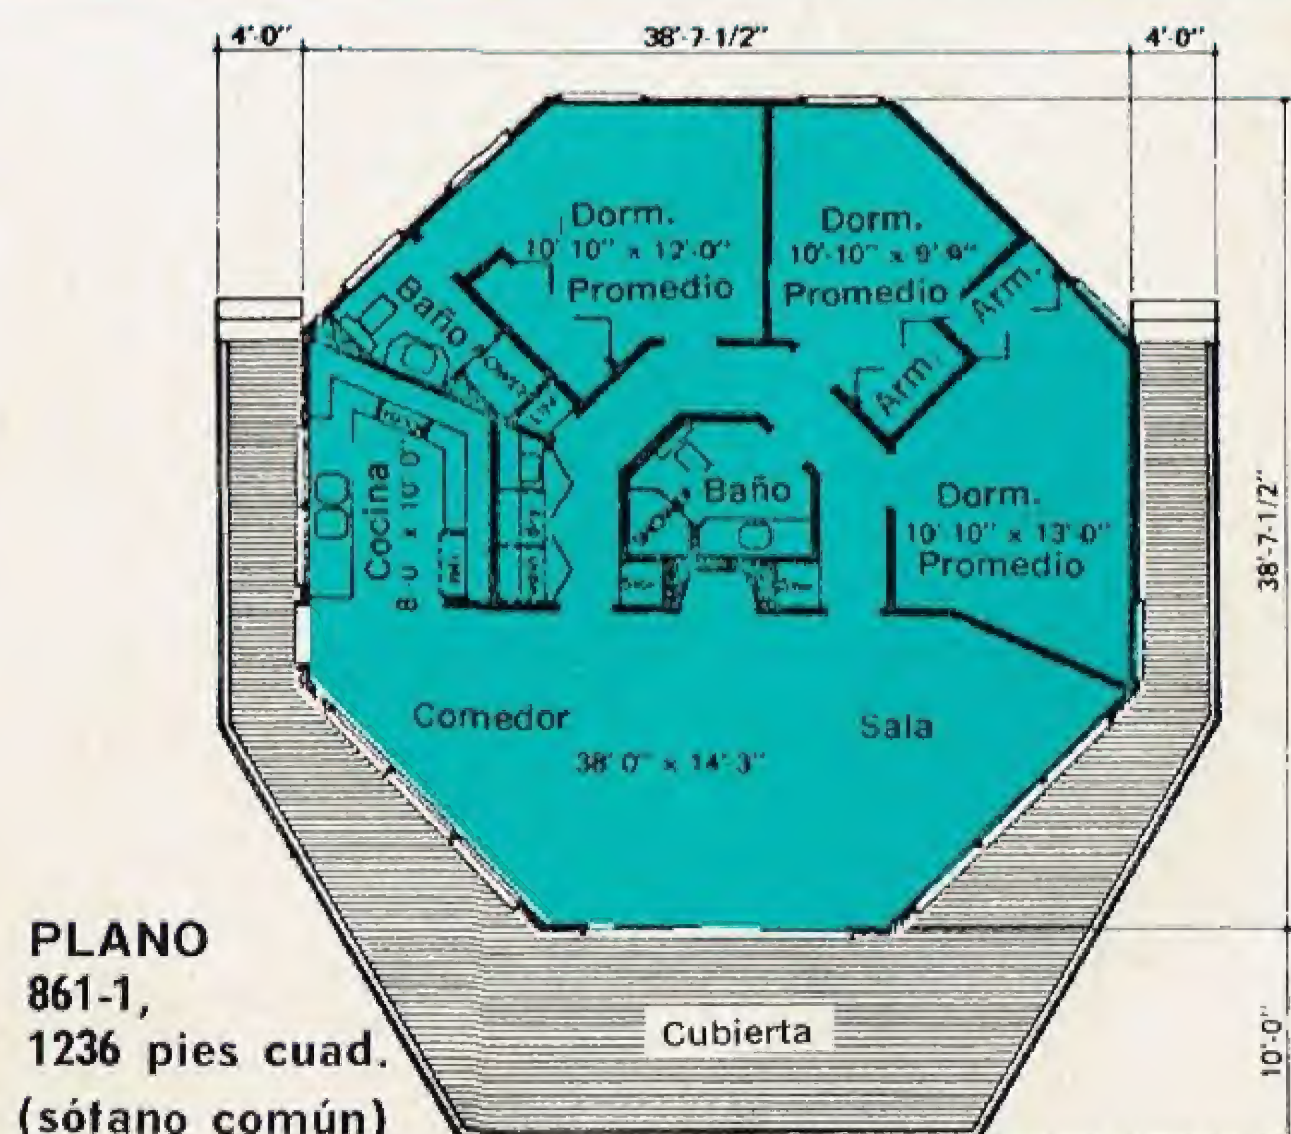 4'-0"
38'-7-1/2"
4'-0"
Dorm.
10'-10" x 12'-0"
Promedio
Dorm.
10'-10" x 9'-9"
Promedio
Arm.
Arm.
Baño
Cocina
8-0 x 10'0"
Baño
Dorm.
10'-10" x 13'-0"
Promedio
38'-7-1/2"
Comedor
Sala
38'0" x 14'3"
PLANO
861-1,
1236 pies cuad.
(sótano común)
Cubierta
10'-0"